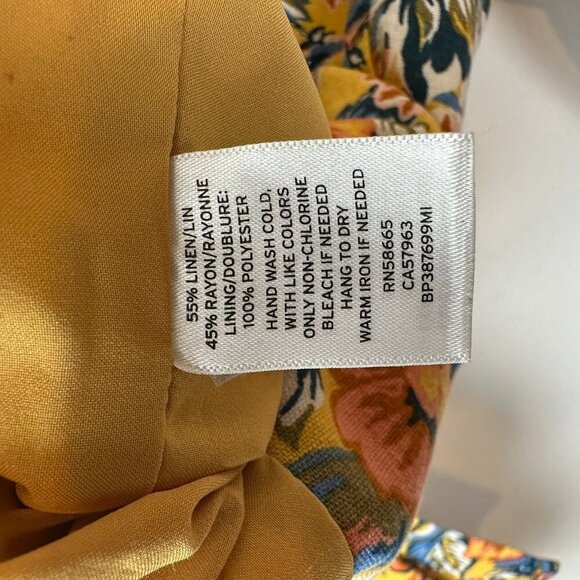 55% LINEN/LIN
45% RAYON/RAYONNE
LINING/DOUBLURE:
100% POLYESTER
HAND WASH COLD,
WITH LIKE COLORS
ONLY NON-CHLORINE
BLEACH IF NEEDED
HANG TO DRY
WARM IRON IF NEEDED
RN58665
CA57963
BP387699MI